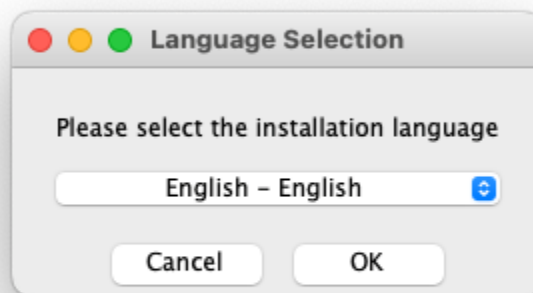 Language Selection
Please select the installation language
English – English
Cancel
OK